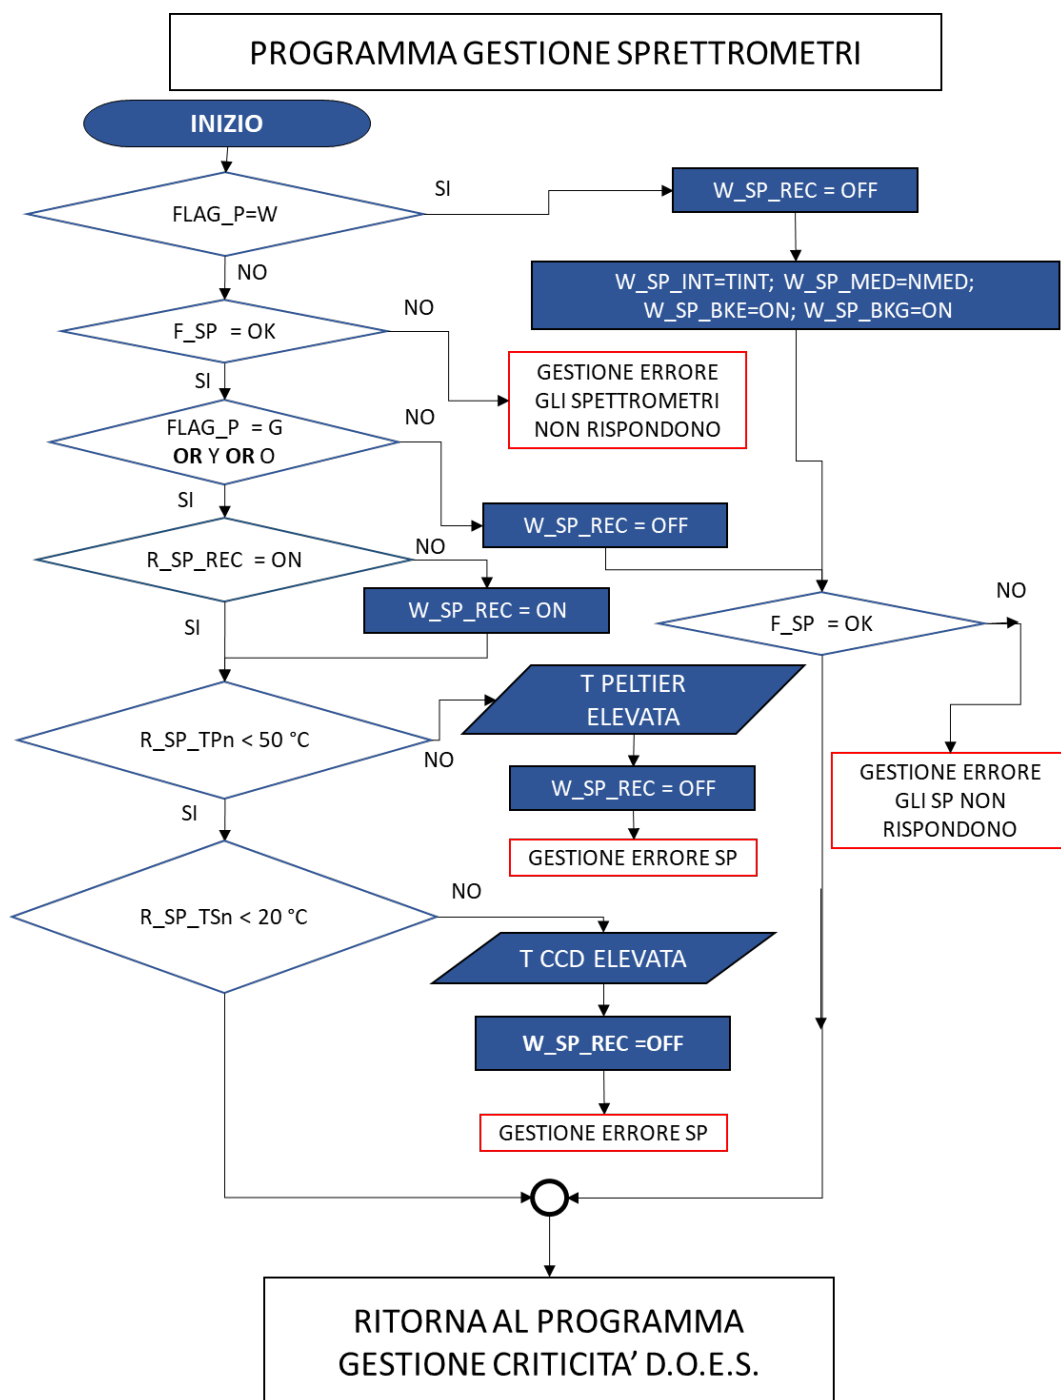 PROGRAMMA GESTIONE SPRETTROMETRI
INIZIO
FLAG_P=W
SI
W_SP_REC = OFF
NO
W_SP_INT=TINT; W_SP_MED=NMED;
W_SP_BKE=ON; W_SP_BKG=ON
F_SP = OK
NO
GESTIONE ERRORE
GLI SPETTROMETRI
NON RISPONDONO
SI
FLAG_P = G
OR Y OR O
NO
W_SP_REC = OFF
SI
R_SP_REC = ON
NO
W_SP_REC = ON
SI
F_SP = OK
NO
GESTIONE ERRORE
GLI SP NON
RISPONDONO
R_SP_TPn < 50 °C
NO
T PELTIER
ELEVATA
W_SP_REC = OFF
GESTIONE ERRORE SP
SI
R_SP_TSn < 20 °C
NO
T CCD ELEVATA
W_SP_REC =OFF
GESTIONE ERRORE SP
RITORNA AL PROGRAMMA
GESTIONE CRITICITA' D.O.E.S.